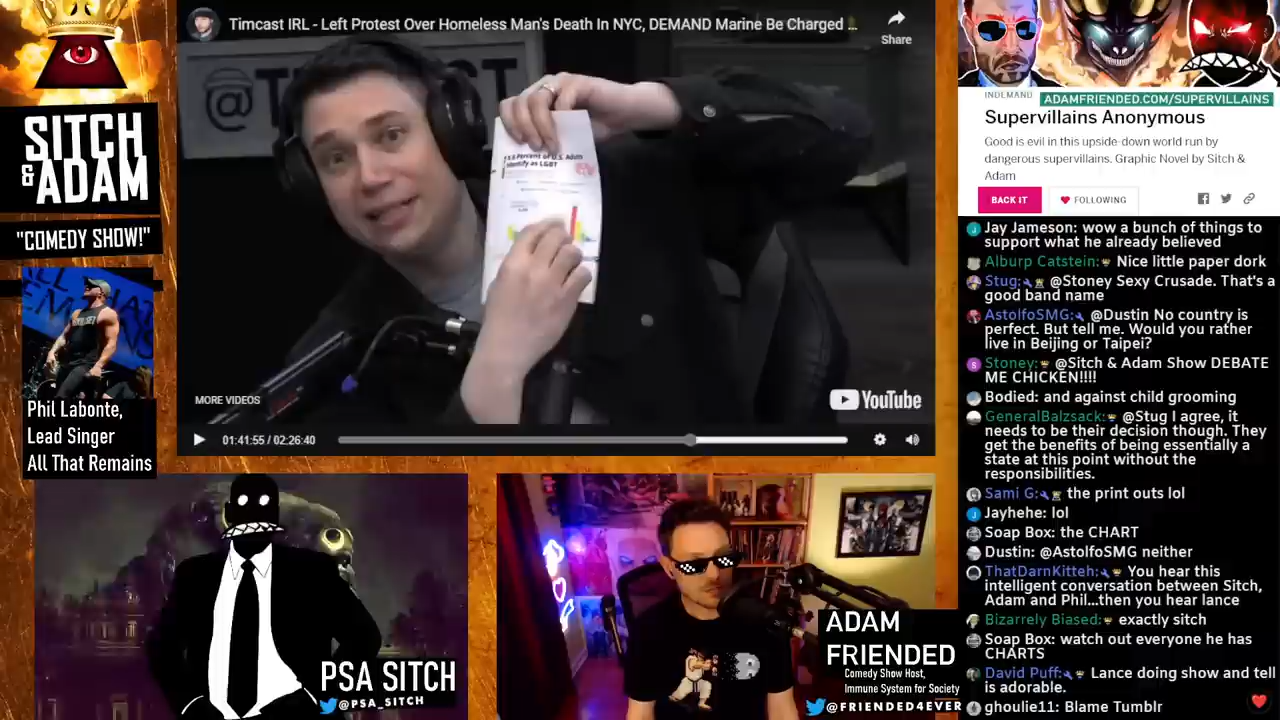 SITCH
& ADAM
"COMEDY SHOW!"
Phil Labonte,
Lead Singer
All That Remains
Timcast IRL - Left Protest Over Homeless Man's Death In NYC, DEMAND Marine Be Charged ...
Share
Percent of U.S. Adults
Identify as LGBT
MORE VIDEOS
YouTube
01:41:55 / 02:26:40
PSA SITCH
@PSA_SITCH
ADAM
FRIENDED
Comedy Show Host,
Immune System for Society
@FRIENDED4EVER
INDEMAND
ADAMFRIENDED.COM/SUPERVILLAINS
Supervillains Anonymous
Good is evil in this upside-down world run by
dangerous supervillains. Graphic Novel by Sitch &
Adam
BACK IT
FOLLOWING
Jay Jameson: wow a bunch of things to
support what he already believed
Alburp Catstein: Nice little paper dork
Stug: @Stoney Sexy Crusade. That's a
good band name
AstolfoSMG: @Dustin No country is
perfect. But tell me. Would you rather
live in Beijing or Taipei?
Stoney: @Sitch & Adam Show DEBATE
ME CHICKEN!!!!
Bodied: and against child grooming
GeneralBalzsack: @Stug I agree, it
needs to be their decision though. They
get the benefits of being essentially a
state at this point without the
responsibilities.
Sami G: the print outs lol
Jayhehe: lol
Soap Box: the CHART
Dustin: @AstolfoSMG neither
ThatDarnKitteh: You hear this
intelligent conversation between Sitch,
Adam and Phil...then you hear lance
Bizarrely Biased: exactly sitch
Soap Box: watch out everyone he has
CHARTS
David Puff: Lance doing show and tell
is adorable.
ghoulie11: Blame Tumblr